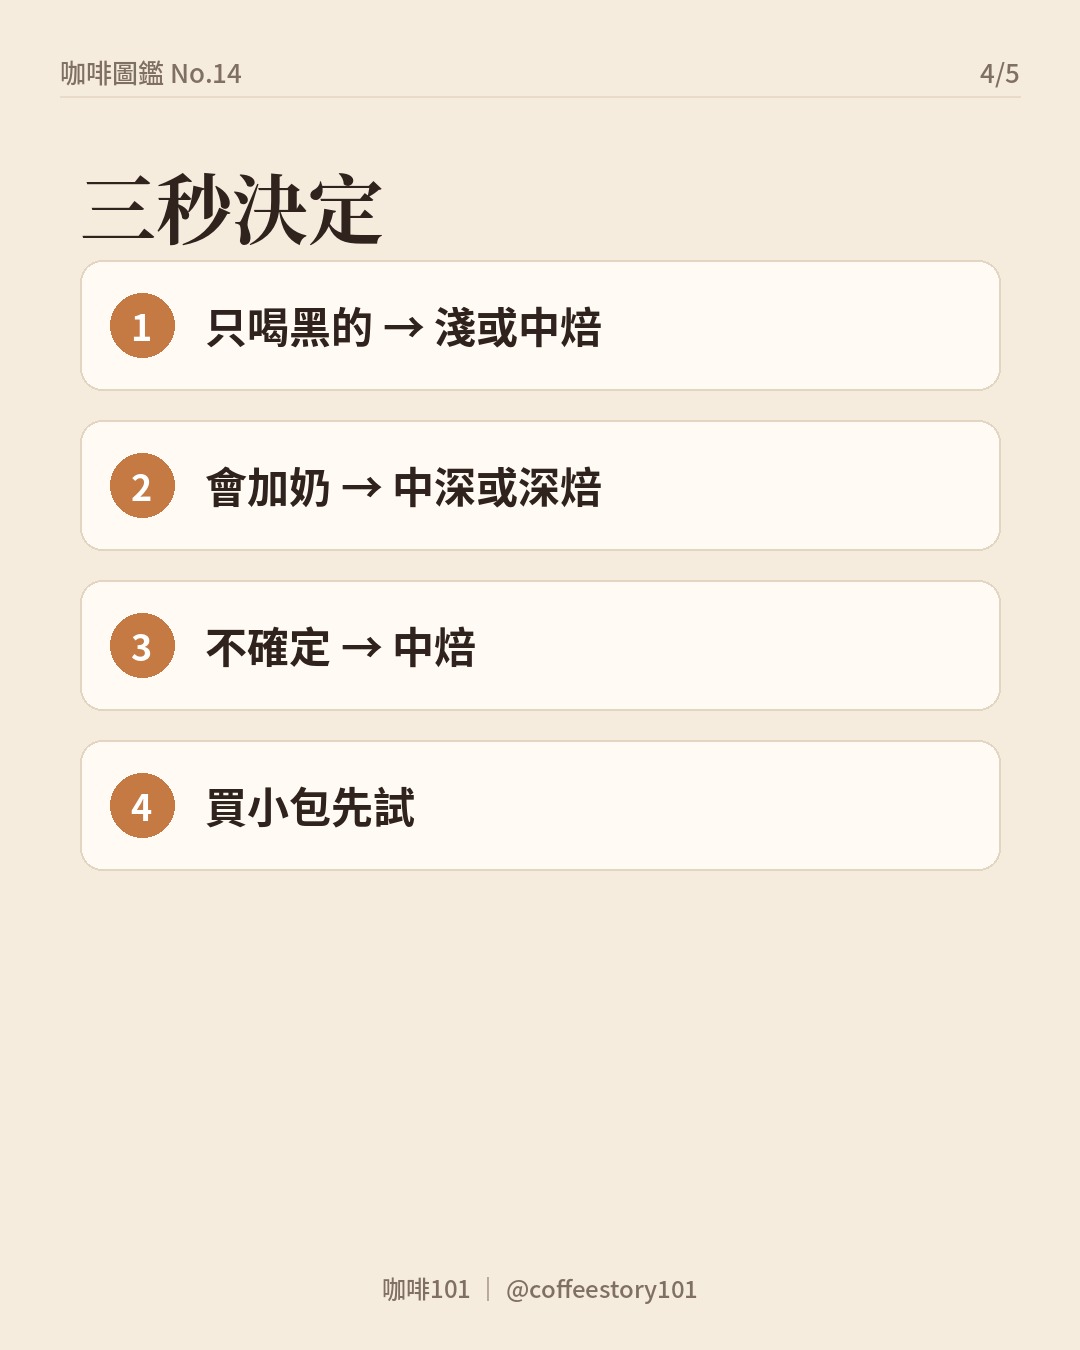 咖啡圖鑑 No.14
4/5
三秒決定
1 只喝黑的 → 淺或中焙
2 會加奶 → 中深或深焙
3 不確定 → 中焙
4 買小包先試
咖啡101｜@coffeestory101